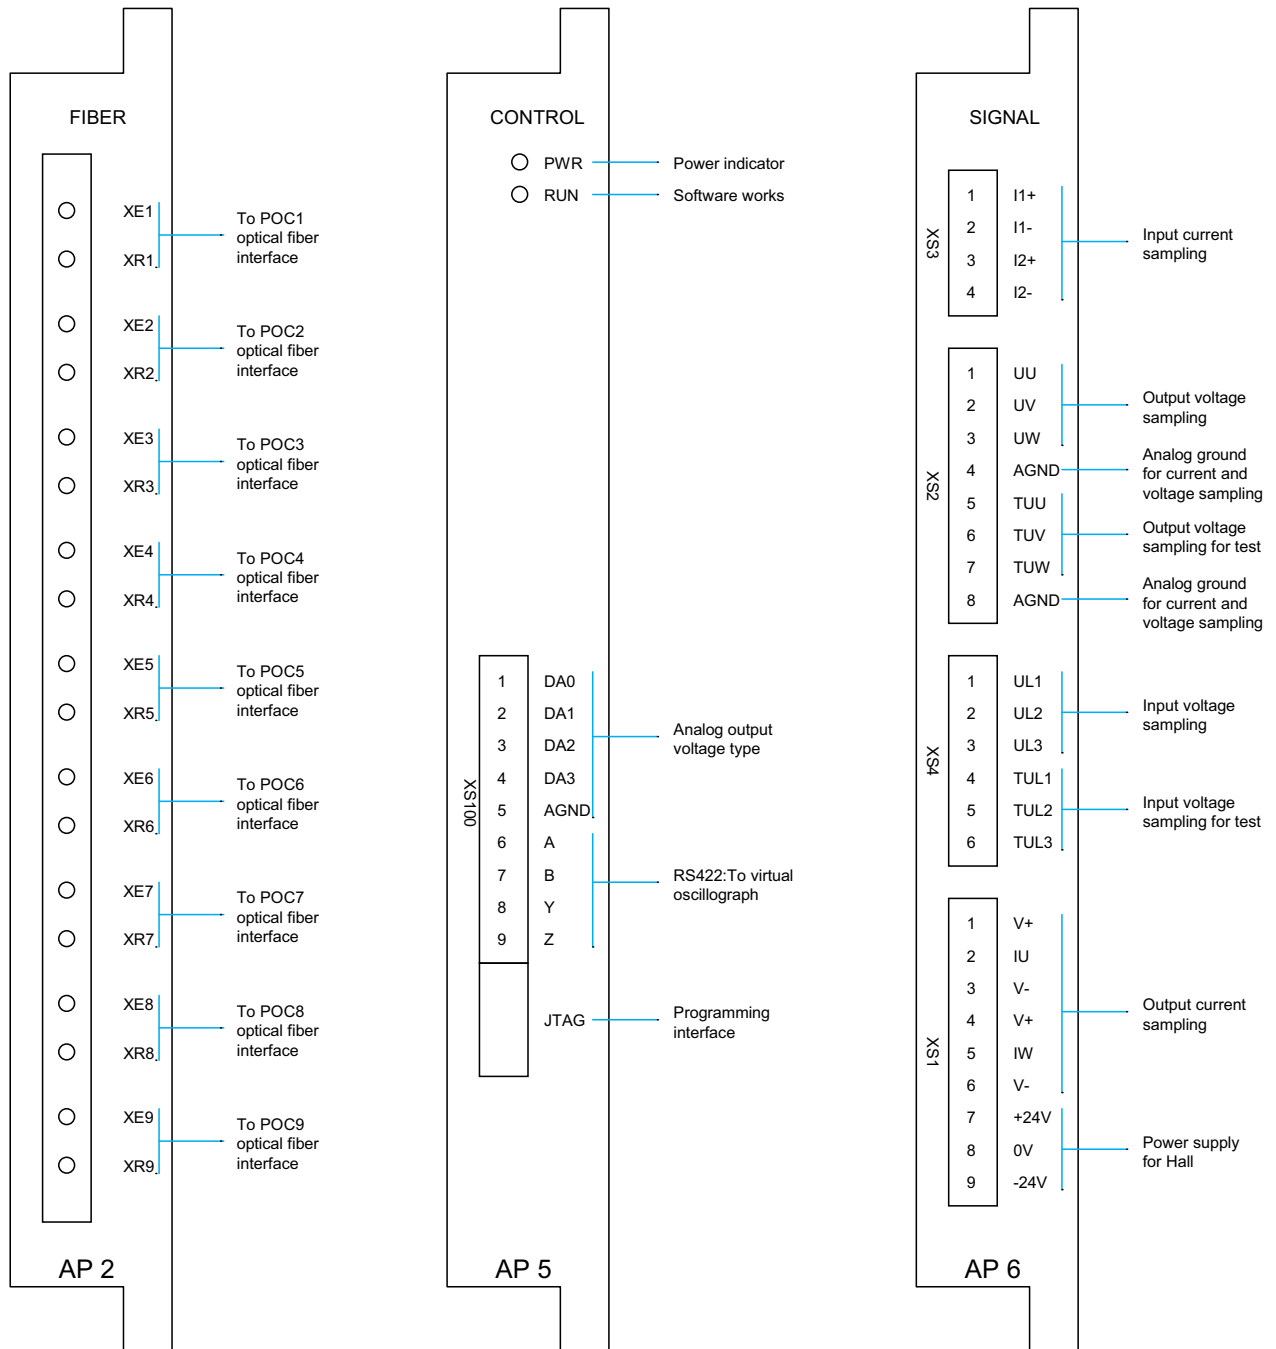 FIBER
XE1
XR1
To POC1
optical fiber
interface
XE2
XR2
To POC2
optical fiber
interface
XE3
XR3
To POC3
optical fiber
interface
XE4
XR4
To POC4
optical fiber
interface
XE5
XR5
To POC5
optical fiber
interface
XE6
XR6
To POC6
optical fiber
interface
XE7
XR7
To POC7
optical fiber
interface
XE8
XR8
To POC8
optical fiber
interface
XE9
XR9
To POC9
optical fiber
interface
AP 2
CONTROL
PWR Power indicator
RUN Software works
XS100
1 DA0
2 DA1
3 DA2
4 DA3
5 AGND
Analog output
voltage type
6 A
7 B
8 Y
9 Z
RS422:To virtual
oscillograph
JTAG
Programming
interface
AP 5
SIGNAL
XS3
1 I1+
2 I1-
3 I2+
4 I2-
Input current
sampling
XS2
1 UU
2 UV
3 UW
Output voltage
sampling
4 AGND
Analog ground
for current and
voltage sampling
5 TUU
6 TUV
7 TUW
Output voltage
sampling for test
8 AGND
Analog ground
for current and
voltage sampling
XS4
1 UL1
2 UL2
3 UL3
Input voltage
sampling
4 TUL1
5 TUL2
6 TUL3
Input voltage
sampling for test
XS1
1 V+
2 IU
3 V-
4 V+
5 IW
6 V-
Output current
sampling
7 +24V
8 0V
9 -24V
Power supply
for Hall
AP 6